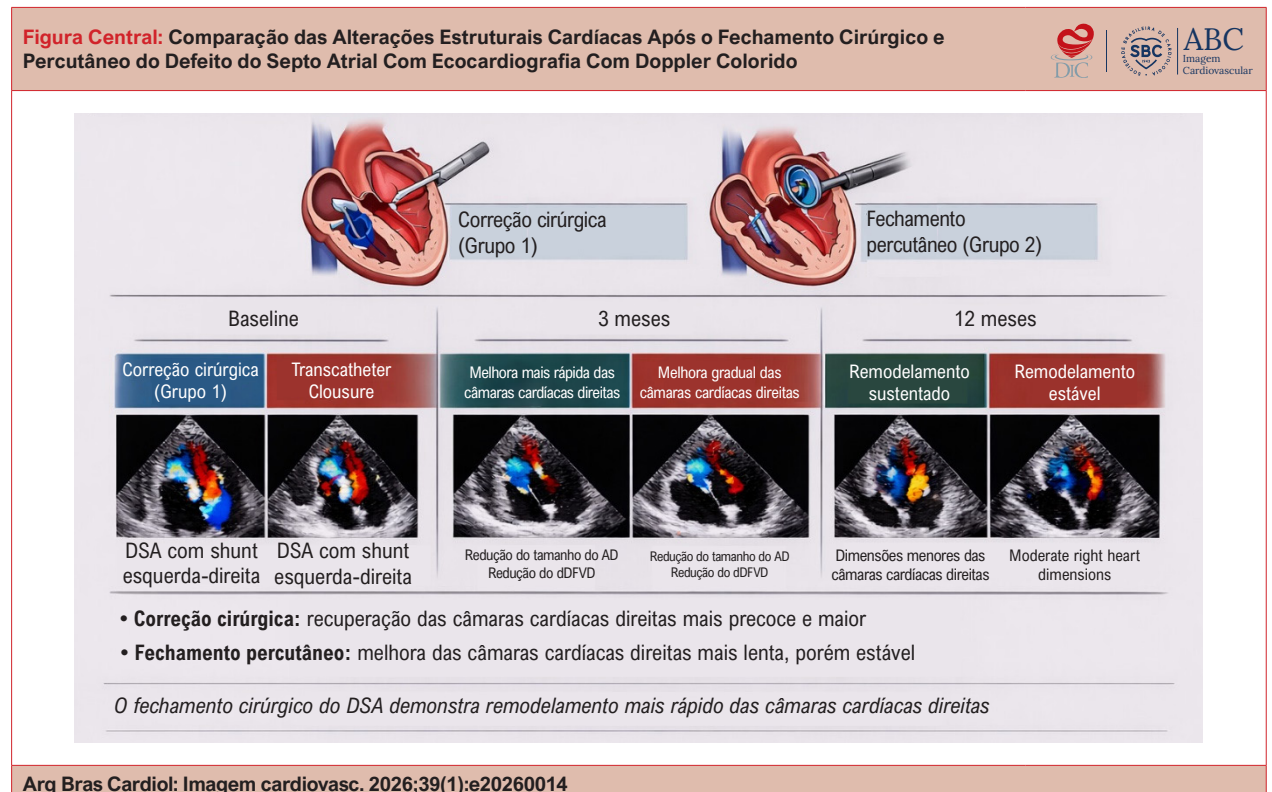 Figura Central: Comparação das Alterações Estruturais Cardíacas Após o Fechamento Cirúrgico e
Percutâneo do Defeito do Septo Atrial Com Ecocardiografia Com Doppler Colorido
DIC
SOCIEDADE BRASILEIRA DE CARDIOLOGIA
SBC
ABC
Imagem
Cardiovascular
Correção cirúrgica
(Grupo 1)
Fechamento
percutâneo (Grupo 2)
Baseline
3 meses
12 meses
Correção cirúrgica
(Grupo 1)
Transcatheter
Clousure
Melhora mais rápida das
câmaras cardíacas direitas
Melhora gradual das
câmaras cardíacas direitas
Remodelamento
sustentado
Remodelamento
estável
DSA com shunt
esquerda-direita
DSA com shunt
esquerda-direita
Redução do tamanho do AD
Redução do dDFVD
Redução do tamanho do AD
Redução do dDFVD
Dimensões menores das
câmaras cardíacas direitas
Moderate right heart
dimensions
• Correção cirúrgica: recuperação das câmaras cardíacas direitas mais precoce e maior
• Fechamento percutâneo: melhora das câmaras cardíacas direitas mais lenta, porém estável
O fechamento cirúrgico do DSA demonstra remodelamento mais rápido das câmaras cardíacas direitas
Arq Bras Cardiol: Imagem cardiovasc. 2026;39(1):e20260014